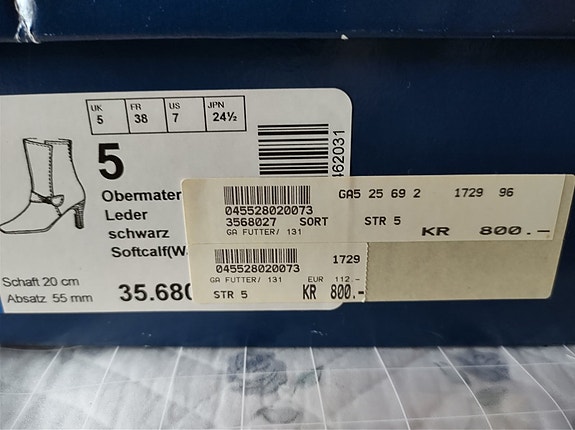 UK 5 FR 38 US 7 JPN 24½
5
Obermater
Leder
schwarz
Softcalf(W
Schaft 20 cm
Absatz 55 mm
35.680
462031
045528020073
3568027 SORT
GA FUTTER/ 131
GA5 25 69 2 1729 96
STR 5
KR 800.-
045528020073
GA FUTTER/ 131
STR 5
1729
EUR 112.-
KR 800.-